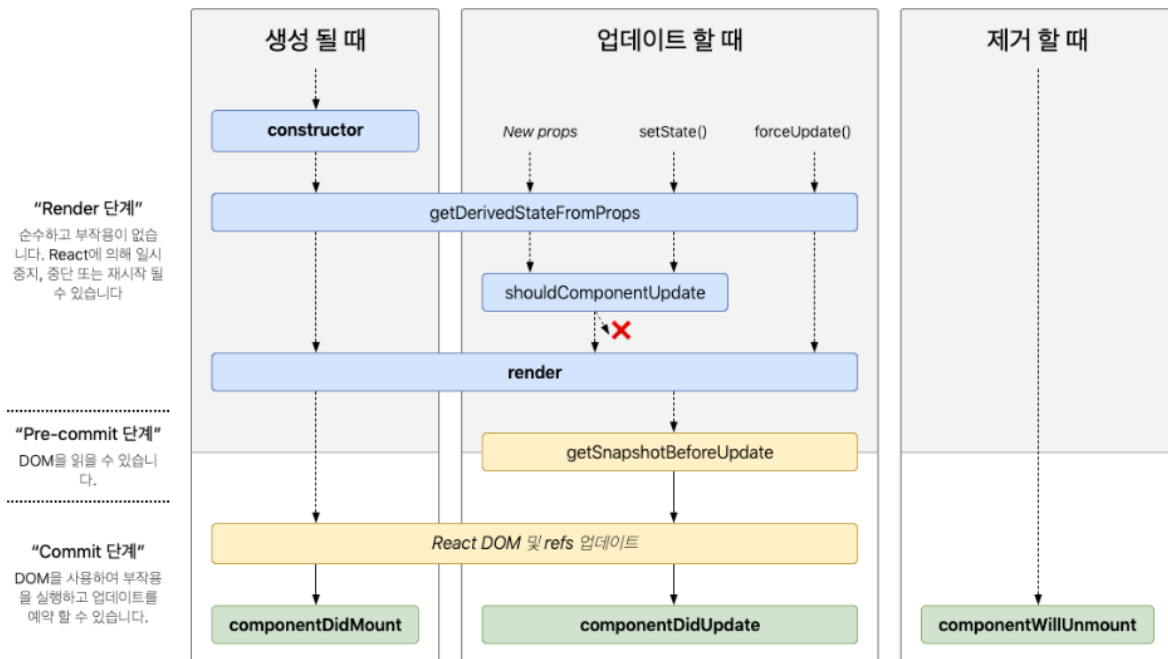 생성 될 때
업데이트 할 때
제거 할 때
constructor
New props
setState()
forceUpdate()
“Render 단계”
순수하고 부작용이 없습
니다. React에 의해 일시
중지, 중단 또는 재시작 될
수 있습니다
getDerivedStateFromProps
shouldComponentUpdate
render
“Pre-commit 단계”
DOM을 읽을 수 있습니
다.
getSnapshotBeforeUpdate
“Commit 단계”
DOM을 사용하여 부작용
을 실행하고 업데이트를
예약 할 수 있습니다.
React DOM 및 refs 업데이트
componentDidMount
componentDidUpdate
componentWillUnmount